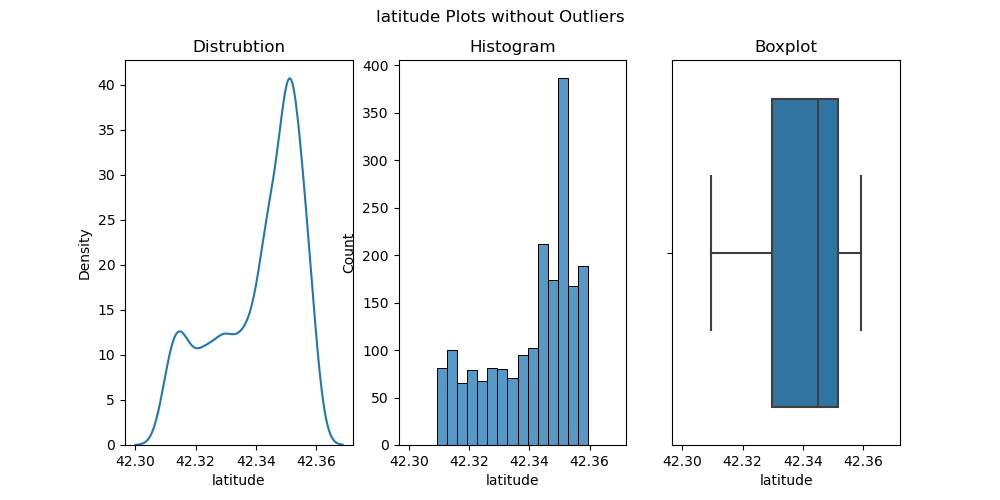 latitude Plots without Outliers
Distrubtion
Histogram
Boxplot
Density
40
35
30
25
20
15
10
5
0
42.30 42.32 42.34 42.36
latitude
Count
400
350
300
250
200
150
100
50
0
42.30 42.32 42.34 42.36
latitude
42.30 42.32 42.34 42.36
latitude